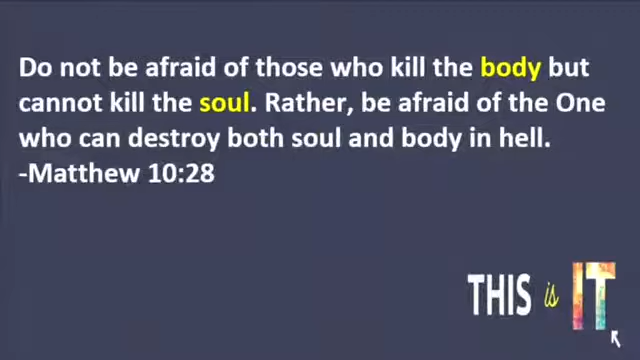 Do not be afraid of those who kill the body but
cannot kill the soul. Rather, be afraid of the One
who can destroy both soul and body in hell.
-Matthew 10:28
THIS is IT